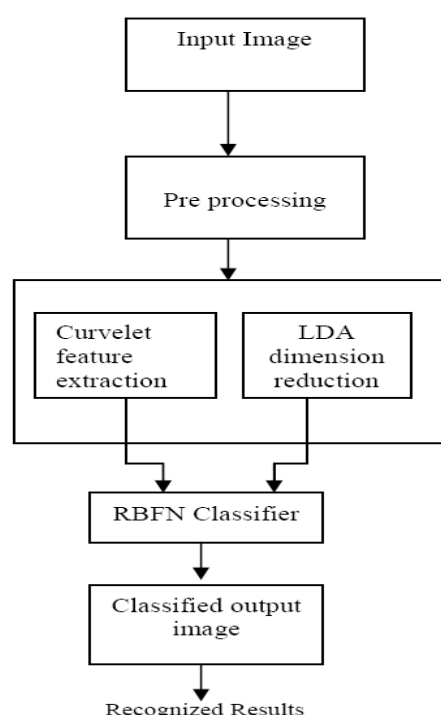 Input Image
Pre processing
Curvelet
feature
extraction
LDA
dimension
reduction
RBFN Classifier
Classified output
image
Recognized Results